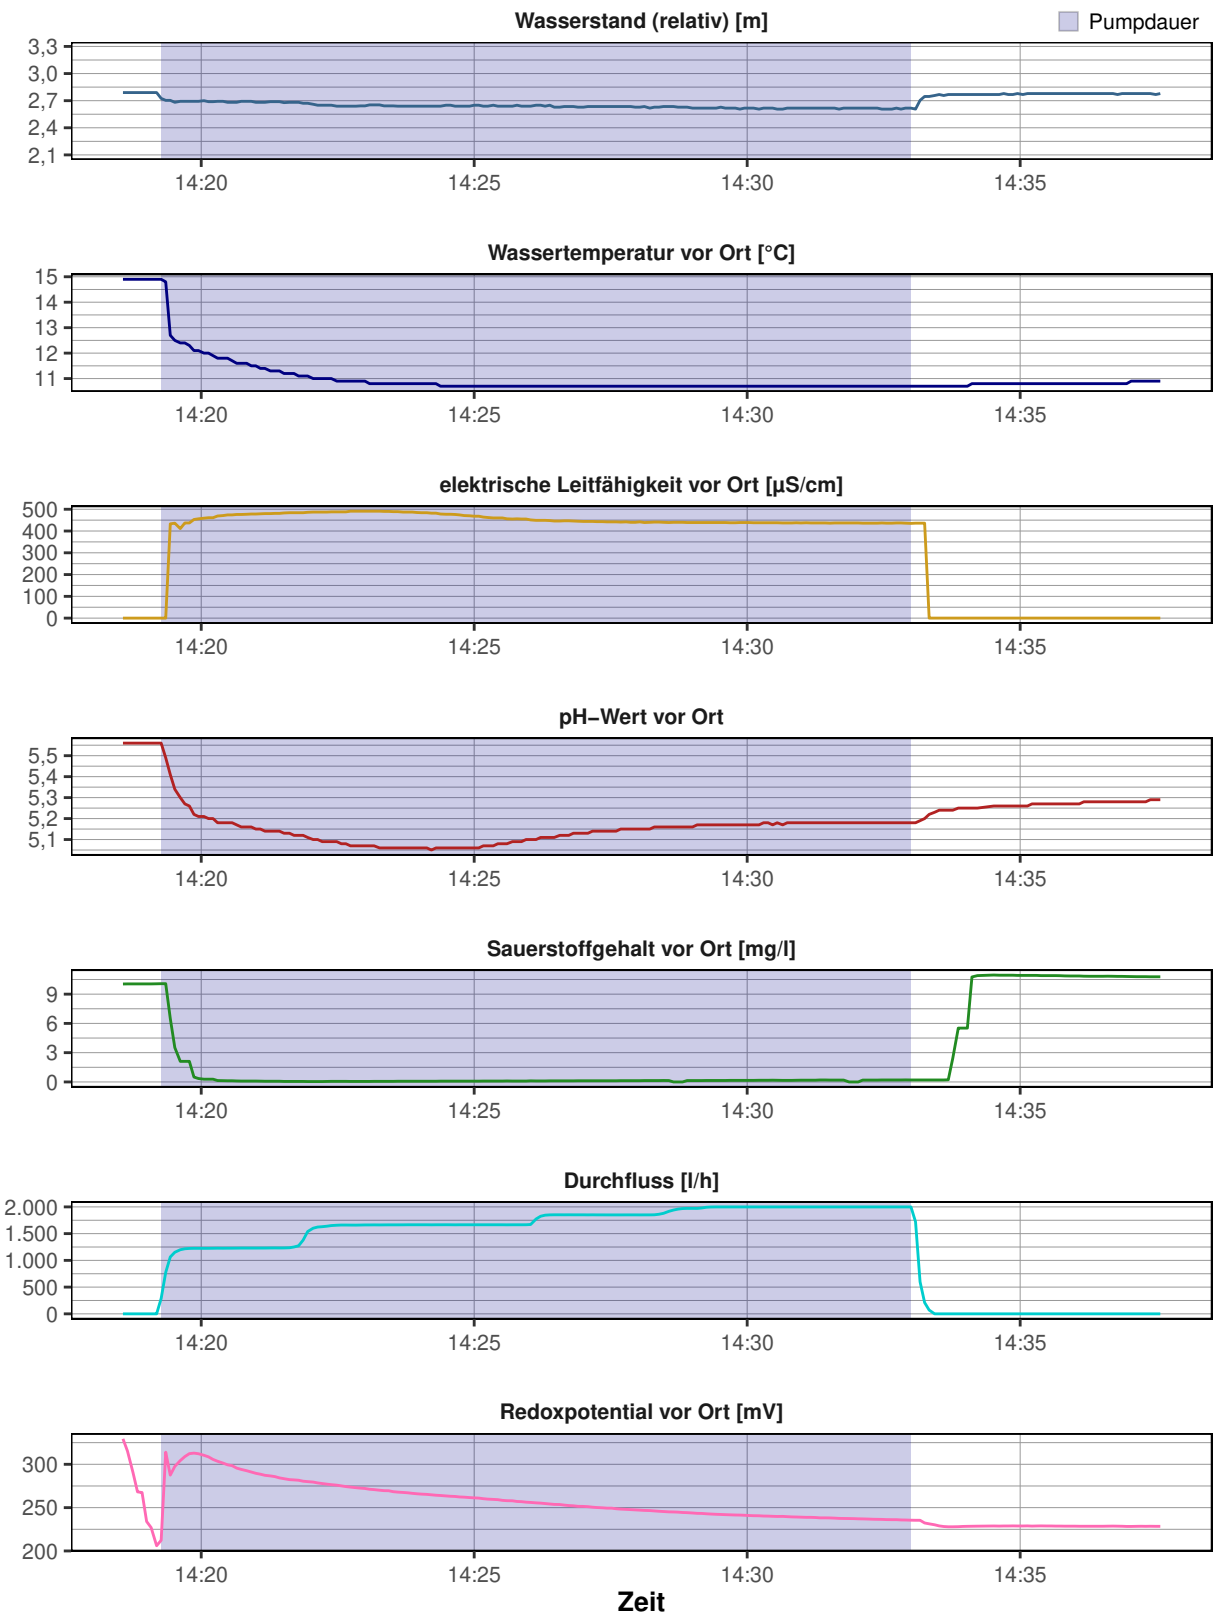 Wasserstand (relativ) [m]
Pumpdauer
3,3
3,0
2,7
2,4
2,1
14:20 14:25 14:30 14:35
Wassertemperatur vor Ort [°C]
15
14
13
12
11
14:20 14:25 14:30 14:35
elektrische Leitfähigkeit vor Ort [µS/cm]
500
400
300
200
100
0
14:20 14:25 14:30 14:35
pH−Wert vor Ort
5,5
5,4
5,3
5,2
5,1
14:20 14:25 14:30 14:35
Sauerstoffgehalt vor Ort [mg/l]
9
6
3
0
14:20 14:25 14:30 14:35
Durchfluss [l/h]
2.000
1.500
1.000
500
0
14:20 14:25 14:30 14:35
Redoxpotential vor Ort [mV]
300
250
200
14:20 14:25 14:30 14:35
Zeit